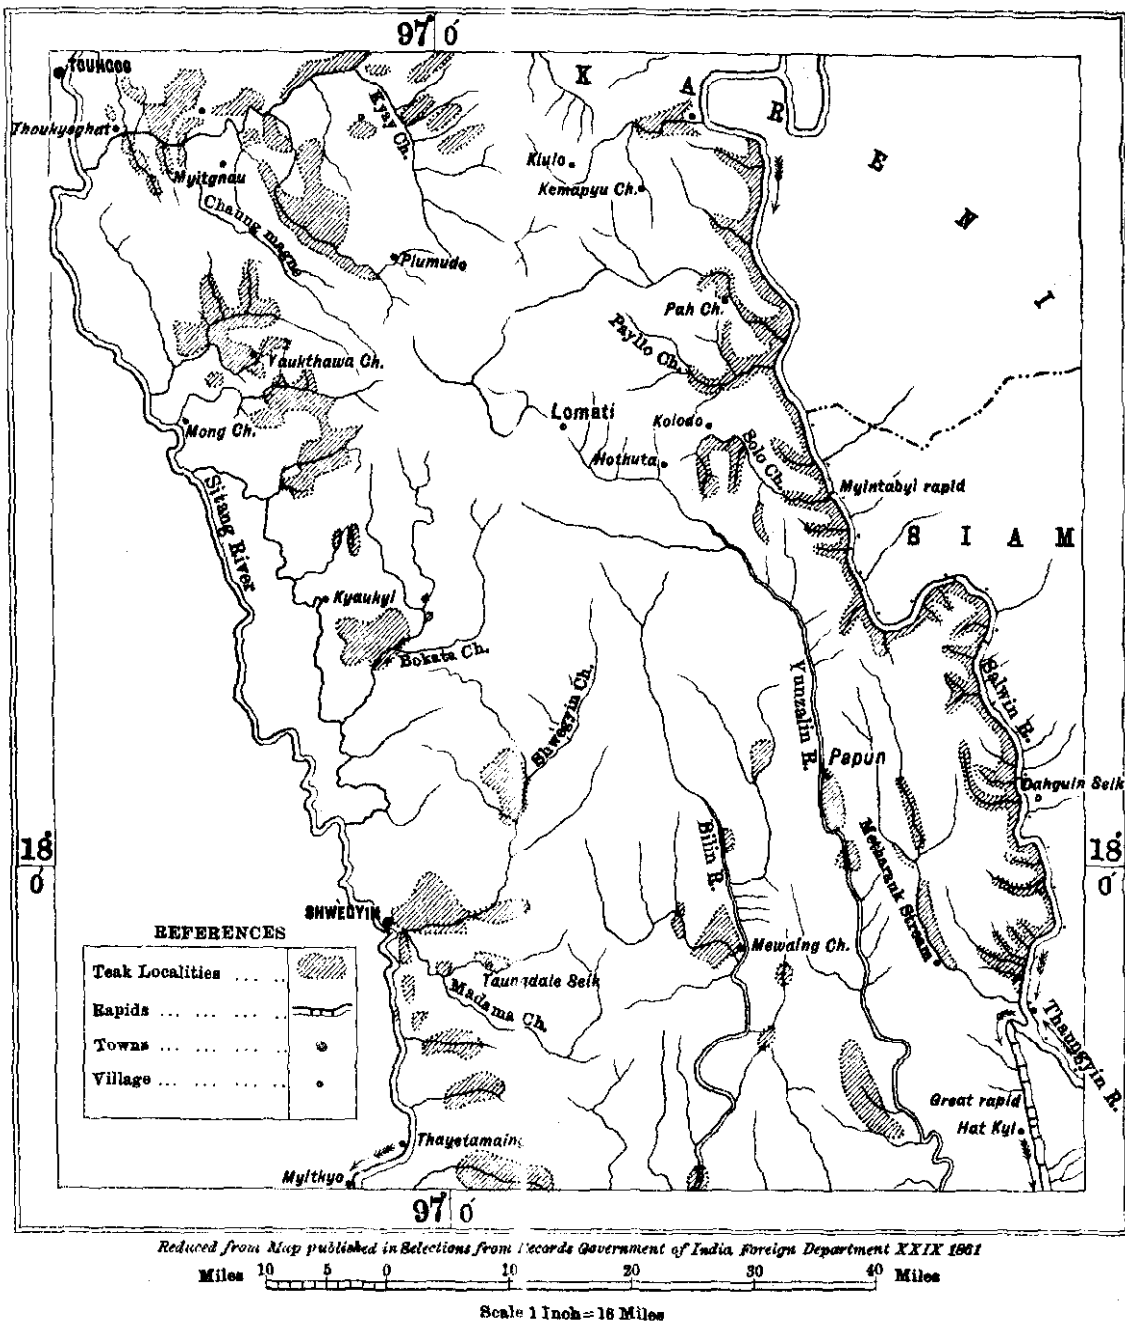 97° 0′
TOUNGOO
K A R E N I
Thoukyeghat
Kyay Ch.
Klulo
Kemapyu Ch.
Myitgnau
Chaung magne
Plumudo
Pah Ch.
Payllo Ch.
Yaukthawa Ch.
Lomati
Kolodo
Mong Ch.
Hothuta
Bolo Ch.
Myintabyi rapid
Sitang River
S I A M
Kyaukyi
Bokata Ch.
Shwegyin Ch.
Yunzalin R.
Salwin R.
Papun
Dahguin Seik
Bilin R.
18° 0′
18° 0′
Stream
SHWEGYIN
Mewaing Ch.
REFERENCES
Teak Localities ... ... ..
Rapids ... ... ... ..
Towns ... ... ... ..
Village ... ... ... ..
Seik
Madama Ch.
Thaungyin R.
Great rapid
Hat Kyi
Thayetamaing
Myitkyo
97° 0′
Reduced from Map published in Selections from Records Government of India Foreign Department XXIX 1861
Miles 10 5 0 10 20 30 40 Miles
Scale 1 Inch = 16 Miles